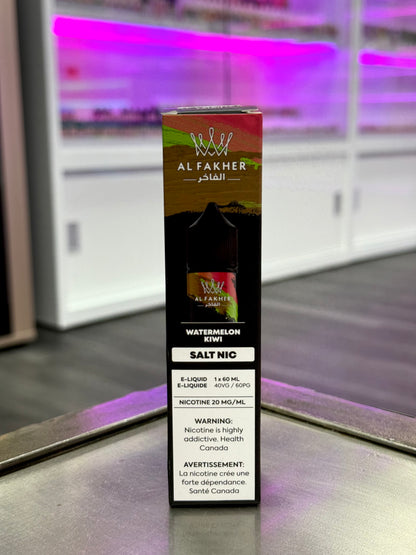 AL FAKHER
الفاخر
AL FAKHER
الفاخر
WATERMELON
KIWI
SALT NIC
E-LIQUID 1 x 60 ML
E-LIQUIDE 40VG / 60PG
NICOTINE 20 MG/ML
WARNING:
Nicotine is highly
addictive. Health
Canada
AVERTISSEMENT:
La nicotine crée une
forte dépendance.
Santé Canada